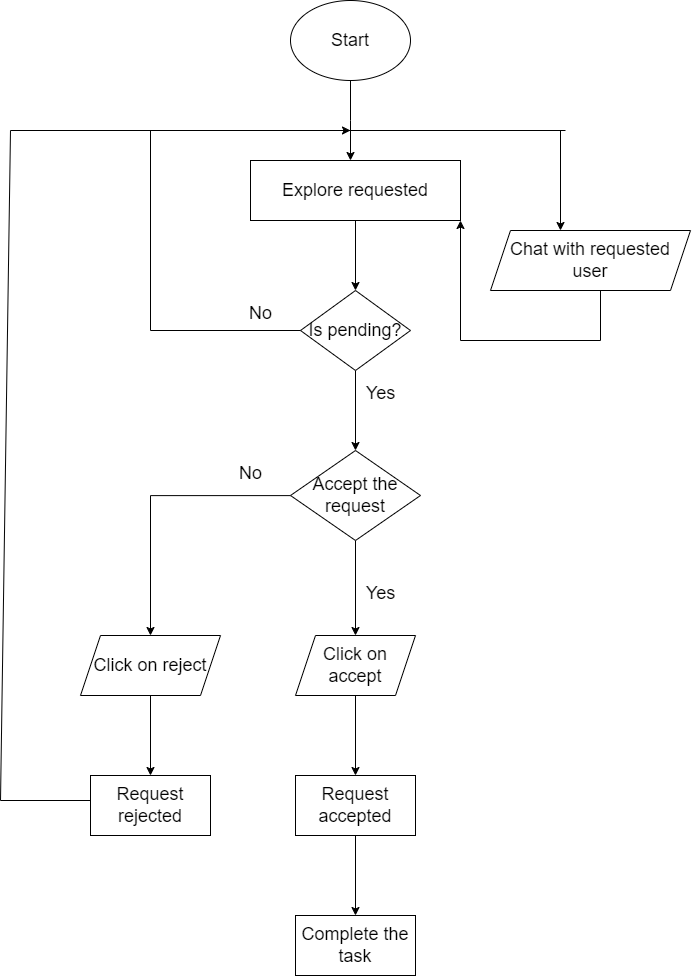 Start
Explore requested
Chat with requested
user
No
Is pending?
Yes
No
Accept the
request
Yes
Click on reject
Click on
accept
Request
rejected
Request
accepted
Complete the
task